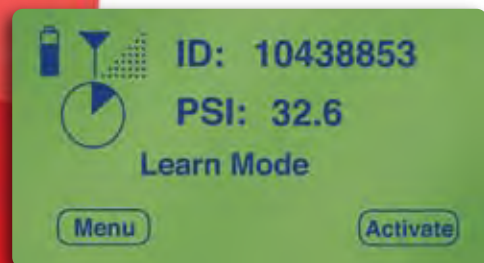 ID: 10438853
PSI: 32.6
Learn Mode
Menu Activate